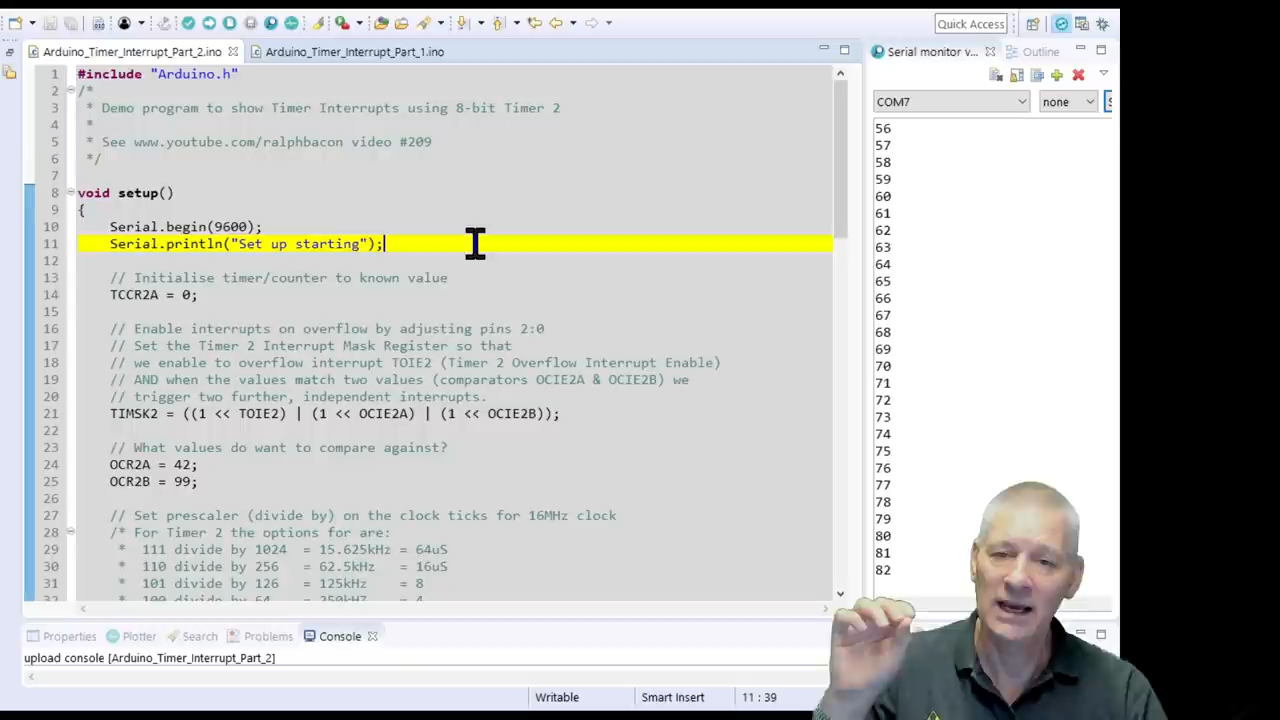 Quick Access
Arduino_Timer_Interrupt_Part_2.ino
Arduino_Timer_Interrupt_Part_1.ino
Serial monitor v...
Outline
1 #include "Arduino.h"
2 /*
3 * Demo program to show Timer Interrupts using 8-bit Timer 2
4 *
5 * See www.youtube.com/ralphbacon video #209
6 */
7
8 void setup()
9 {
10 Serial.begin(9600);
11 Serial.println("Set up starting");
12
13 // Initialise timer/counter to known value
14 TCCR2A = 0;
15
16 // Enable interrupts on overflow by adjusting pins 2:0
17 // Set the Timer 2 Interrupt Mask Register so that
18 // we enable to overflow interrupt TOIE2 (Timer 2 Overflow Interrupt Enable)
19 // AND when the values match two values (comparators OCIE2A & OCIE2B) we
20 // trigger two further, independent interrupts.
21 TIMSK2 = ((1 << TOIE2) | (1 << OCIE2A) | (1 << OCIE2B));
22
23 // What values do want to compare against?
24 OCR2A = 42;
25 OCR2B = 99;
26
27 // Set prescaler (divide by) on the clock ticks for 16MHz clock
28 /* For Timer 2 the options for are:
29 * 111 divide by 1024 = 15.625kHz = 64uS
30 * 110 divide by 256 = 62.5kHz = 16uS
31 * 101 divide by 126 = 125kHz = 8
32 * 100 divide by 64 = 250kHZ = 4
COM7
none
56
57
58
59
60
61
62
63
64
65
66
67
68
69
70
71
72
73
74
75
76
77
78
79
80
81
82
Properties
Plotter
Search
Problems
Console
upload console [Arduino_Timer_Interrupt_Part_2]
Writable
Smart Insert
11 : 39